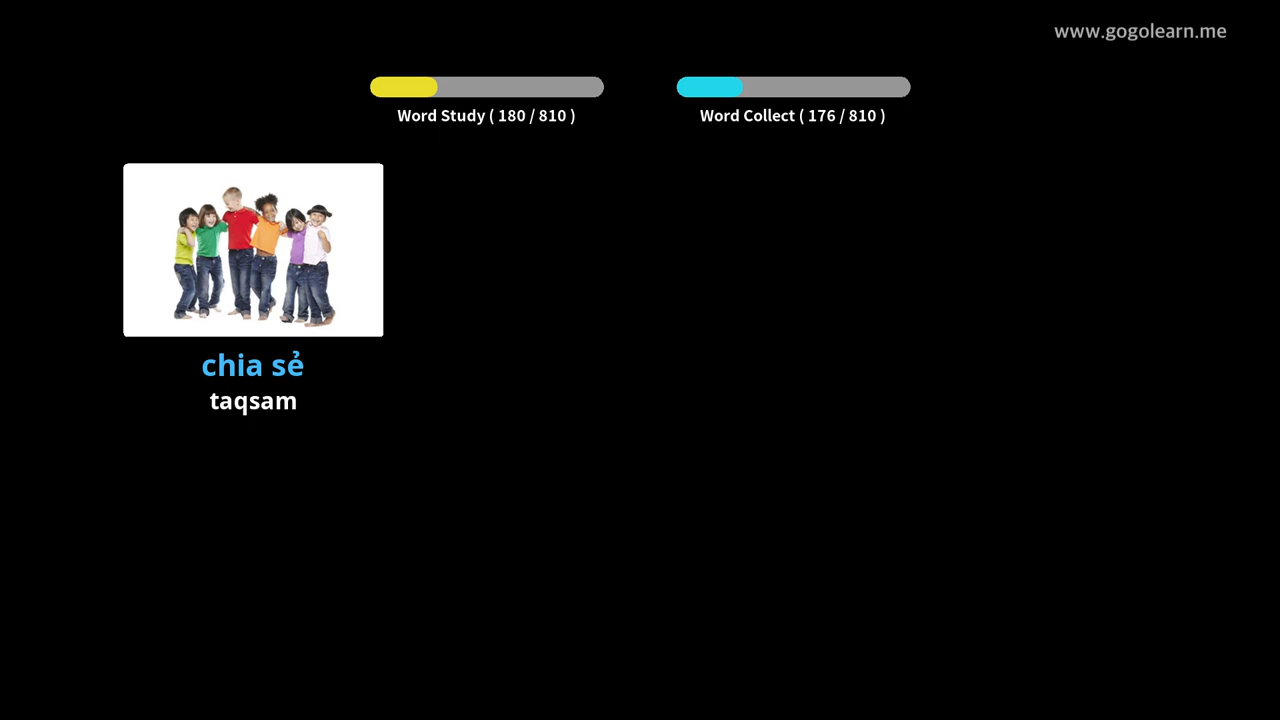 www.gogolearn.me
Word Study ( 180 / 810 )
Word Collect ( 176 / 810 )
chia sẻ
taqsam